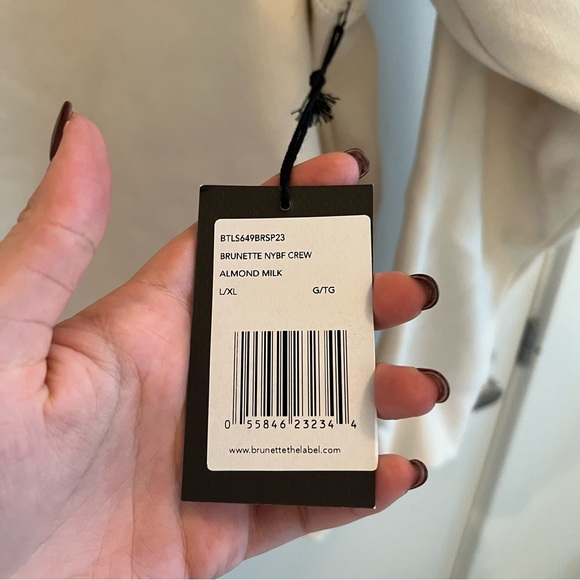 BTLS649BRSP23
BRUNETTE NYBF CREW
ALMOND MILK
L/XL G/TG
0 55846 23234 4
www.brunettethelabel.com